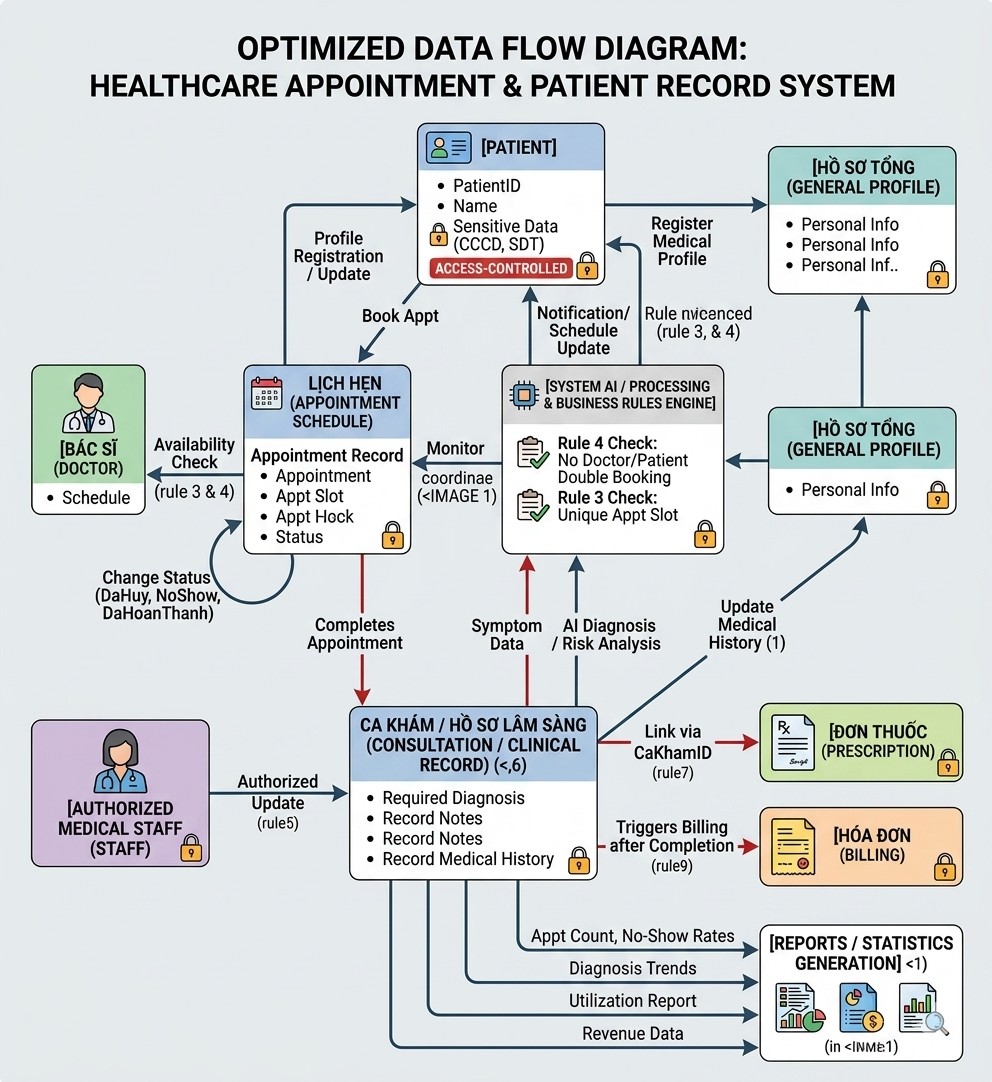 OPTIMIZED DATA FLOW DIAGRAM:
HEALTHCARE APPOINTMENT & PATIENT RECORD SYSTEM
[PATIENT]
• PatientID
• Name
Sensitive Data
(CCCD, SDT)
ACCESS-CONTROLLED
[HỒ SƠ TỔNG
(GENERAL PROFILE)
• Personal Info
• Personal Info
• Personal Inf..
Profile
Registration
/ Update
Register
Medical
Profile
Book Appt
Notification/
Schedule
Update
Rule
(rule 3, & 4)
[BÁC SĨ
(DOCTOR)
• Schedule
Availability
Check
(rule 3 & 4)
LỊCH HẸN
(APPOINTMENT
SCHEDULE)
Appointment Record
• Appointment
• Appt Slot
• Appt Hock
• Status
Monitor
coordinae
(<IMAGE 1)
[SYSTEM AI / PROCESSING
& BUSINESS RULES ENGINE]
Rule 4 Check:
No Doctor/Patient
Double Booking
Rule 3 Check:
Unique Appt Slot
[HỒ SƠ TỔNG
(GENERAL PROFILE)
• Personal Info
Change Status
(DaHuy, NoShow,
DaHoanThanh)
Completes
Appointment
Symptom
Data
AI Diagnosis
/ Risk Analysis
Update
Medical
History (1)
[AUTHORIZED
MEDICAL STAFF
(STAFF)
Authorized
Update
(rule5)
CA KHÁM / HỒ SƠ LÂM SÀNG
(CONSULTATION / CLINICAL
RECORD) (<,6)
• Required Diagnosis
• Record Notes
• Record Notes
• Record Medical History
Link via
CaKhamID
(rule7)
Rx
[ĐƠN THUỐC
(PRESCRIPTION)
Triggers Billing
after Completion
(rule9)
[HÓA ĐƠN
(BILLING)
Appt Count, No-Show Rates
Diagnosis Trends
Utilization Report
Revenue Data
[REPORTS / STATISTICS
GENERATION] <1)
$
(in